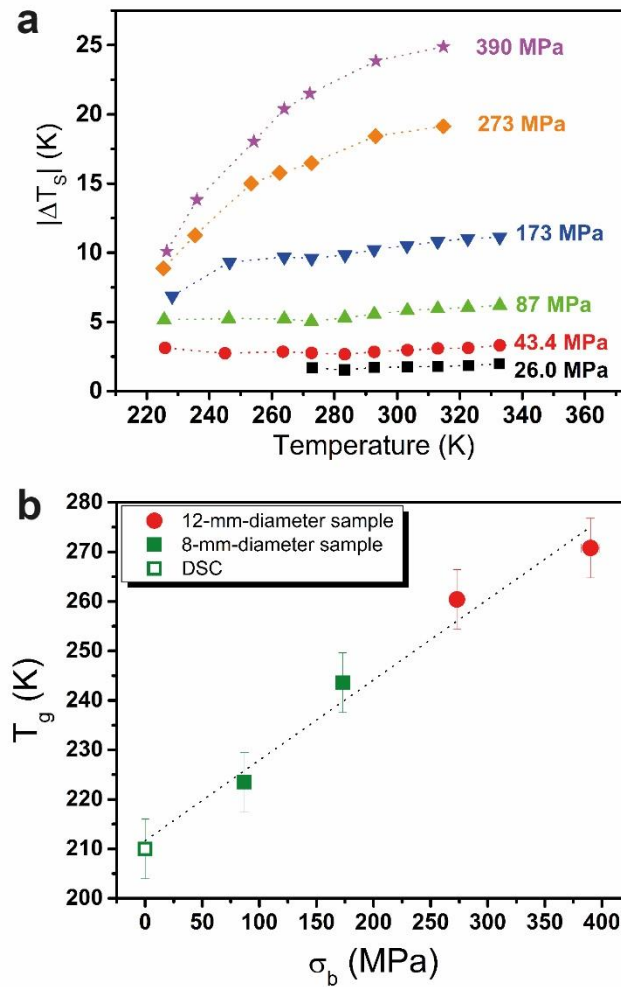 a
25
20
15
10
5
0
|ΔT_S| (K)
390 MPa
273 MPa
173 MPa
87 MPa
43.4 MPa
26.0 MPa
220 240 260 280 300 320 340 360
Temperature (K)
b
280
270
260
250
240
230
220
210
200
T_g (K)
12-mm-diameter sample
8-mm-diameter sample
DSC
0 50 100 150 200 250 300 350 400
σ_b (MPa)